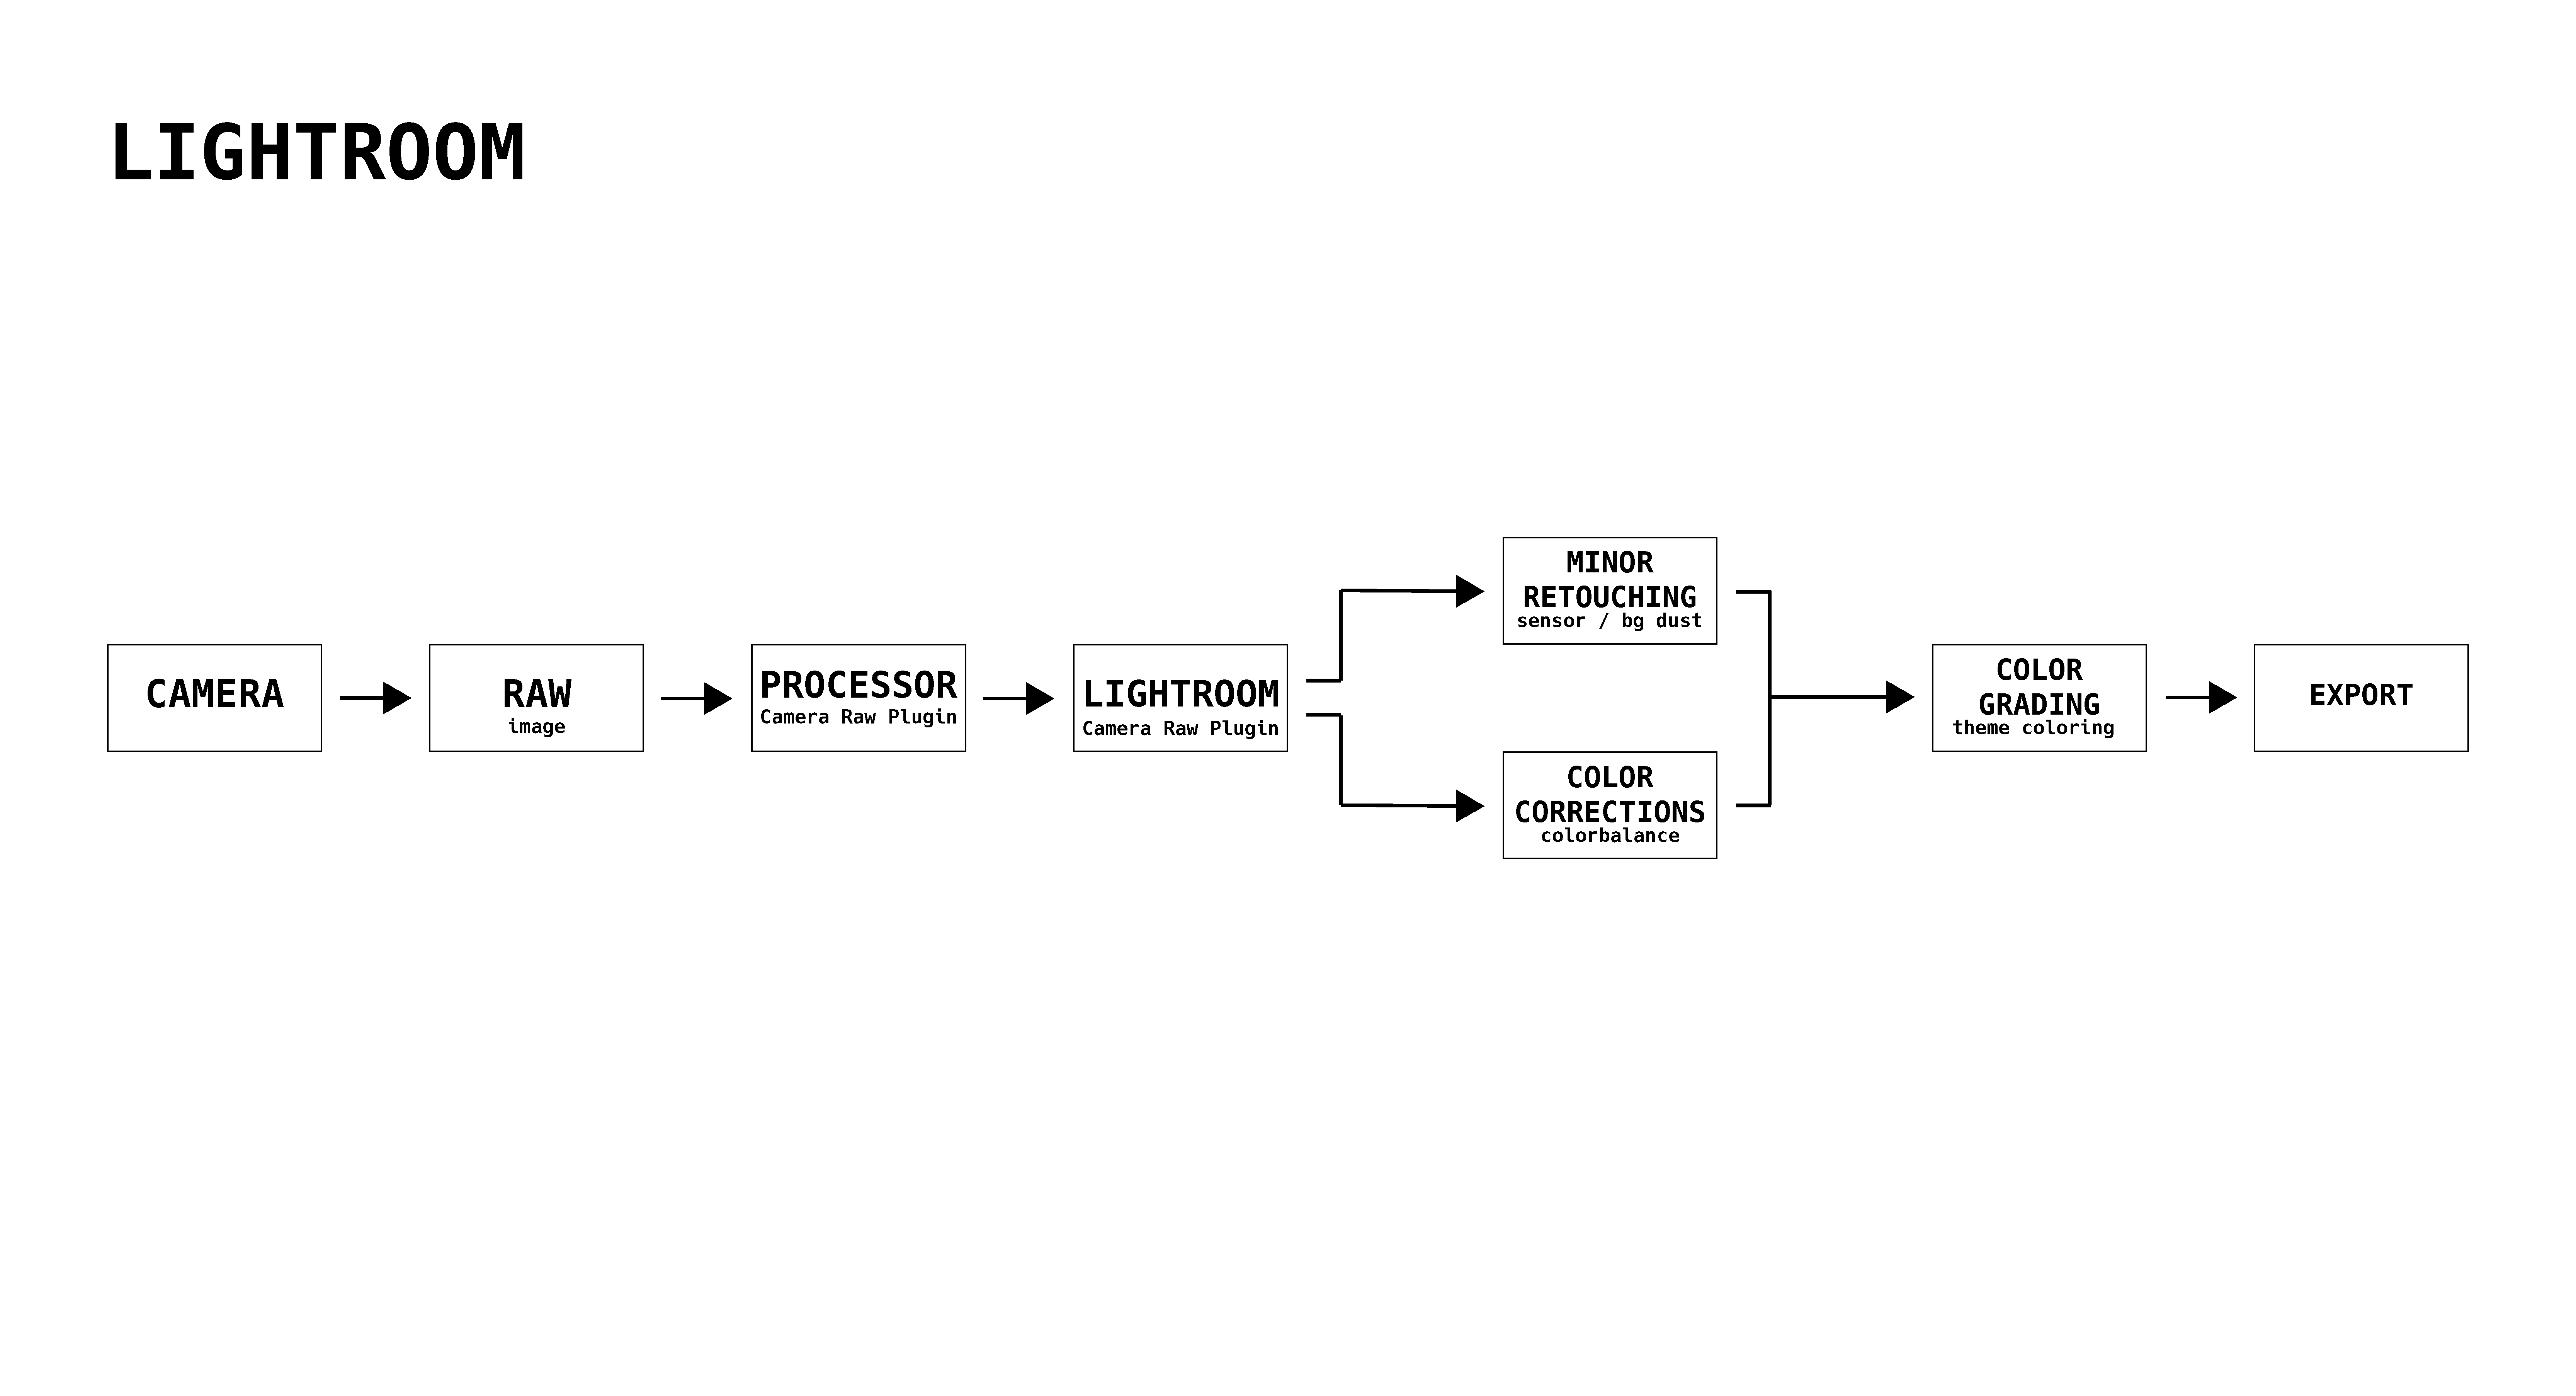 LIGHTROOM
CAMERA
RAW
image
PROCESSOR
Camera Raw Plugin
LIGHTROOM
Camera Raw Plugin
MINOR
RETOUCHING
sensor / bg dust
COLOR
CORRECTIONS
colorbalance
COLOR
GRADING
theme coloring
EXPORT